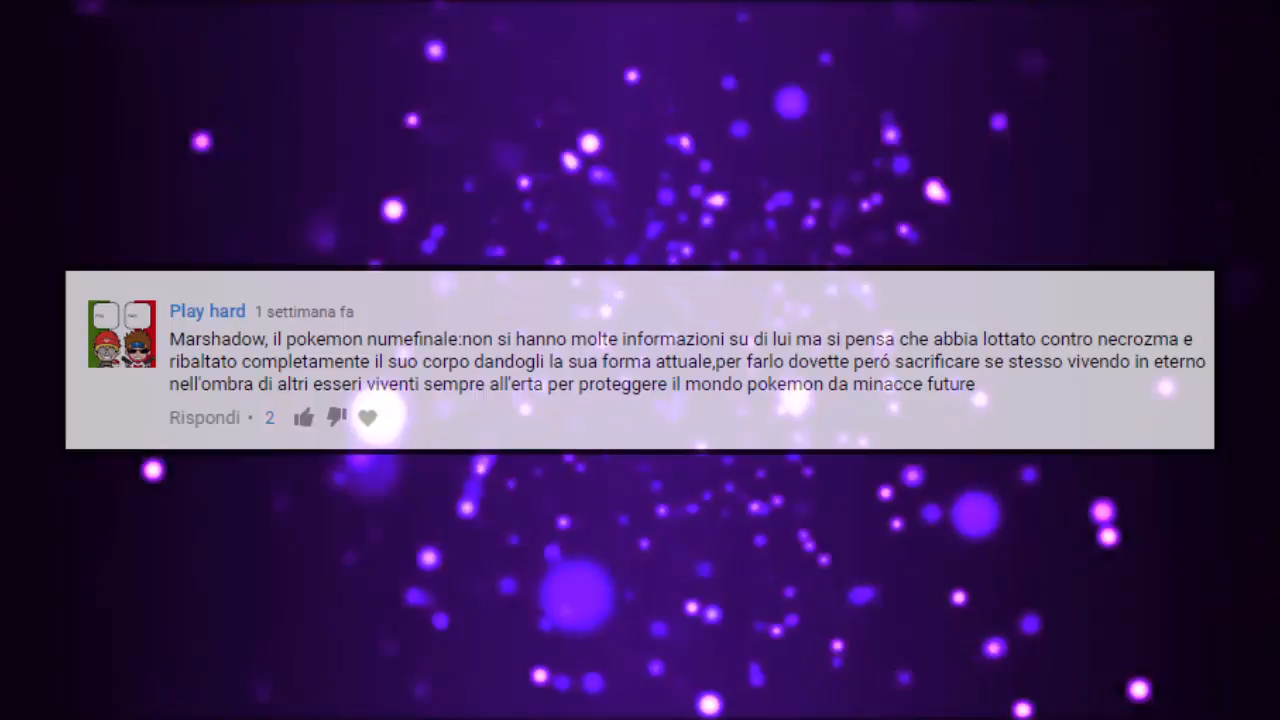 Play hard 1 settimana fa
Marshadow, il pokemon numefinale:non si hanno molte informazioni su di lui ma si pensa che abbia lottato contro necrozma e
ribaltato completamente il suo corpo dandogli la sua forma attuale,per farlo dovette peró sacrificare se stesso vivendo in eterno
nell'ombra di altri esseri viventi sempre all'erta per proteggere il mondo pokemon da minacce future
Rispondi • 2